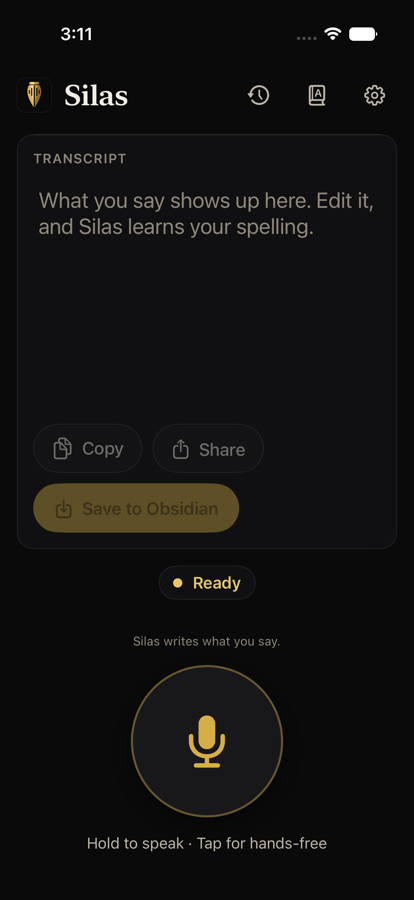 3:11
Silas
TRANSCRIPT
What you say shows up here. Edit it,
and Silas learns your spelling.
Copy
Share
Save to Obsidian
Ready
Silas writes what you say.
Hold to speak · Tap for hands-free